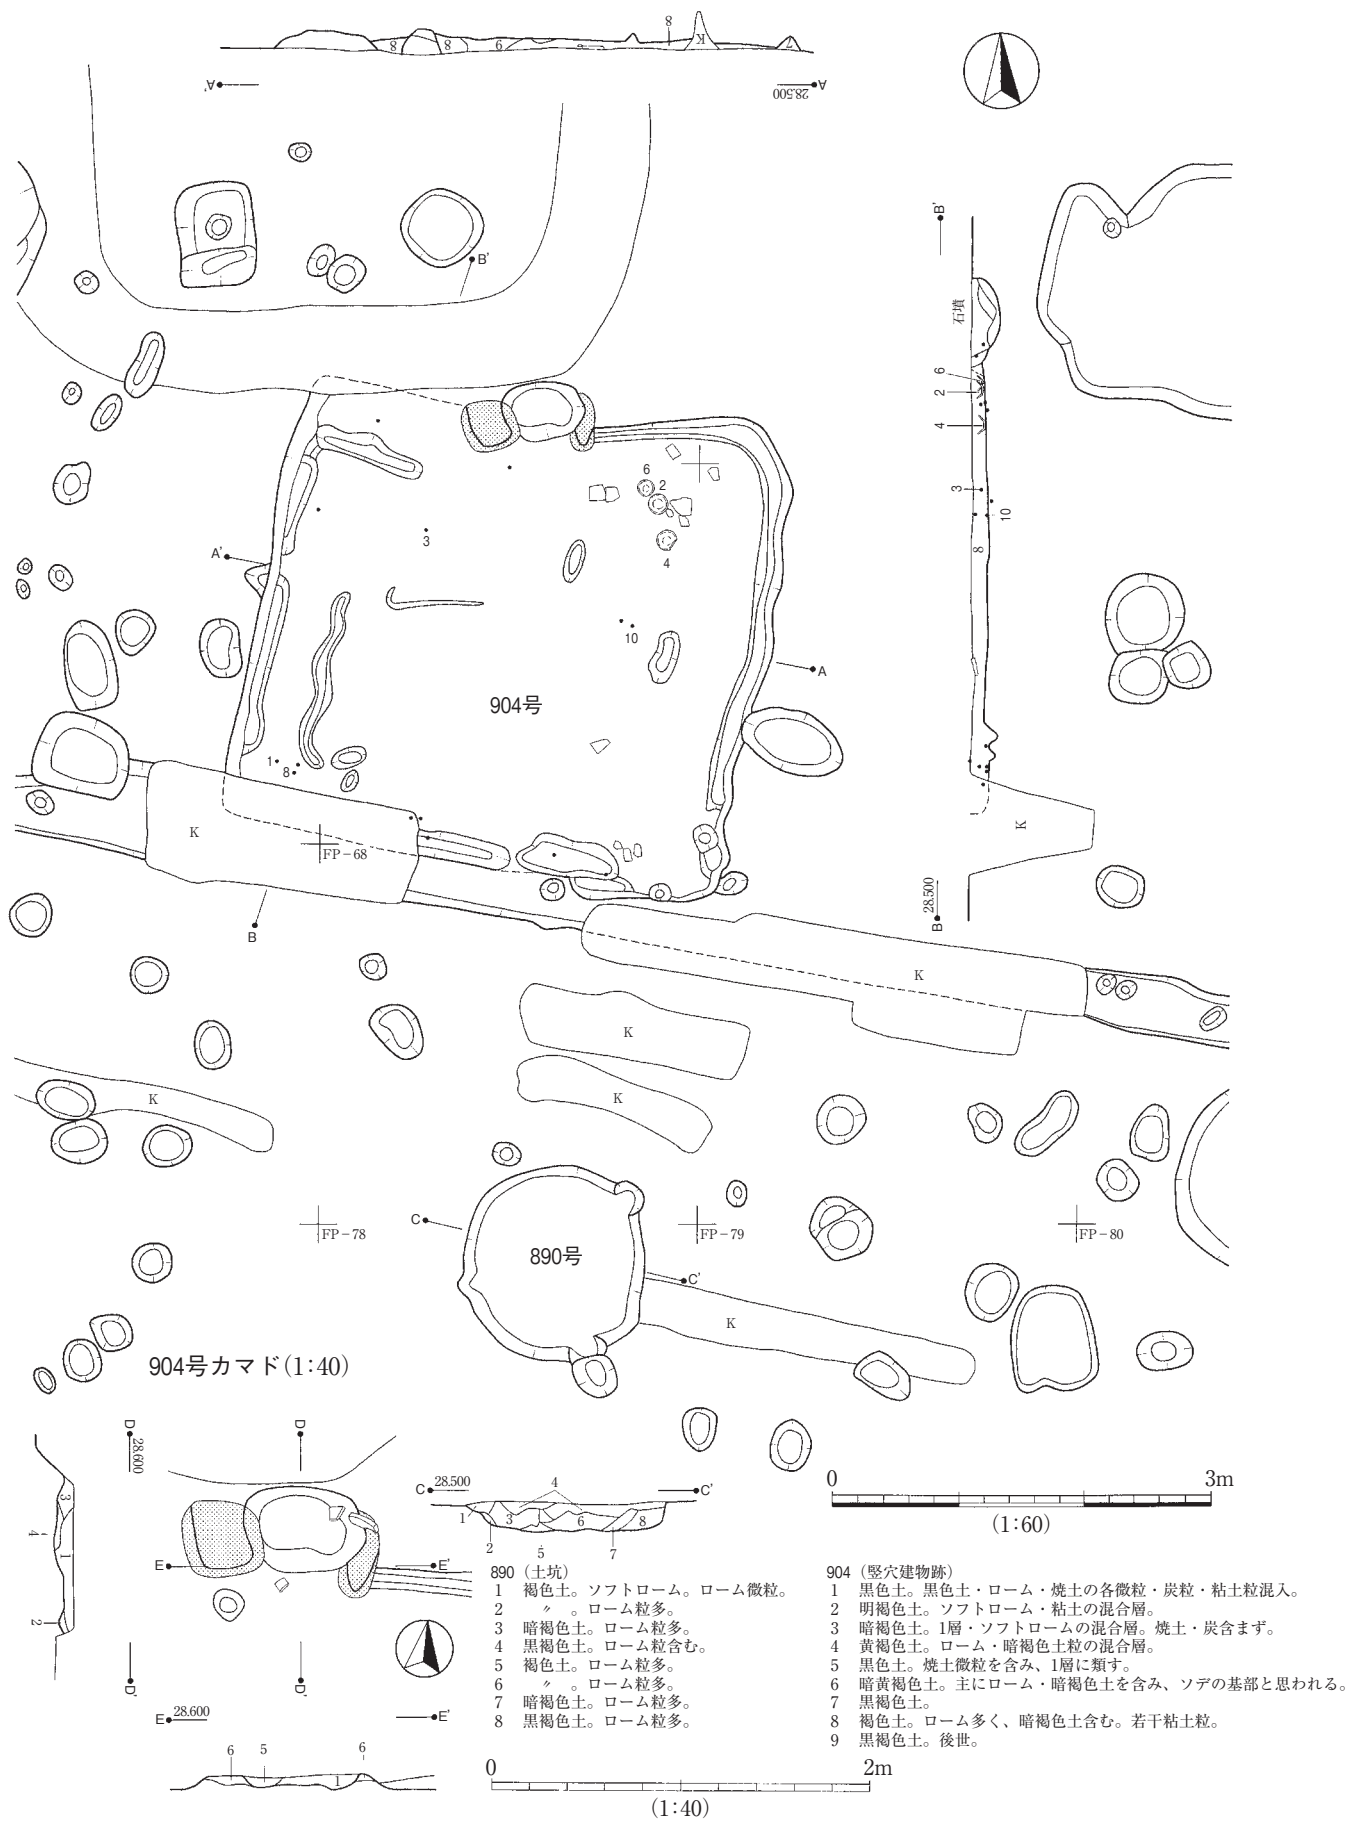 8 8 9 8 K 7
A' A
28.500
B'
B'
石墳
6
2
4
3
10
8
6
2
3
4
A'
10
A
904号
1
8
K
FP-68
K
1
B
28.500
B
K
K
K
K
C
FP-78
FP-79
FP-80
890号
C'
K
904号カマド(1:40)
D
28.600
D
3
4
1
2
E
E'
D'
D'
E 28.600
E'
6 5 6
1
C 28.500
4
C'
1 3 6 8
2 5 7
0 3m
(1:60)
890(土坑)
1 褐色土。ソフトローム。ローム微粒。
2 〃 。ローム粒多。
3 暗褐色土。ローム粒多。
4 黒褐色土。ローム粒含む。
5 褐色土。ローム粒多。
6 〃 。ローム粒多。
7 暗褐色土。ローム粒多。
8 黒褐色土。ローム粒多。
904(竪穴建物跡)
1 黒色土。黒色土・ローム・焼土の各微粒・炭粒・粘土粒混入。
2 明褐色土。ソフトローム・粘土の混合層。
3 暗褐色土。1層・ソフトロームの混合層。焼土・炭含まず。
4 黄褐色土。ローム・暗褐色土粒の混合層。
5 黒色土。焼土微粒を含み、1層に類す。
6 暗黄褐色土。主にローム・暗褐色土を含み、ソデの基部と思われる。
7 黒褐色土。
8 褐色土。ローム多く、暗褐色土含む。若干粘土粒。
9 黒褐色土。後世。
0 2m
(1:40)